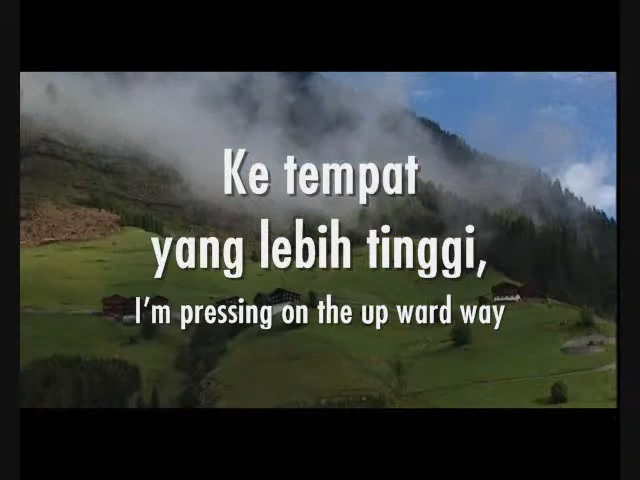 Ke tempat
yang lebih tinggi,
I'm pressing on the up ward way